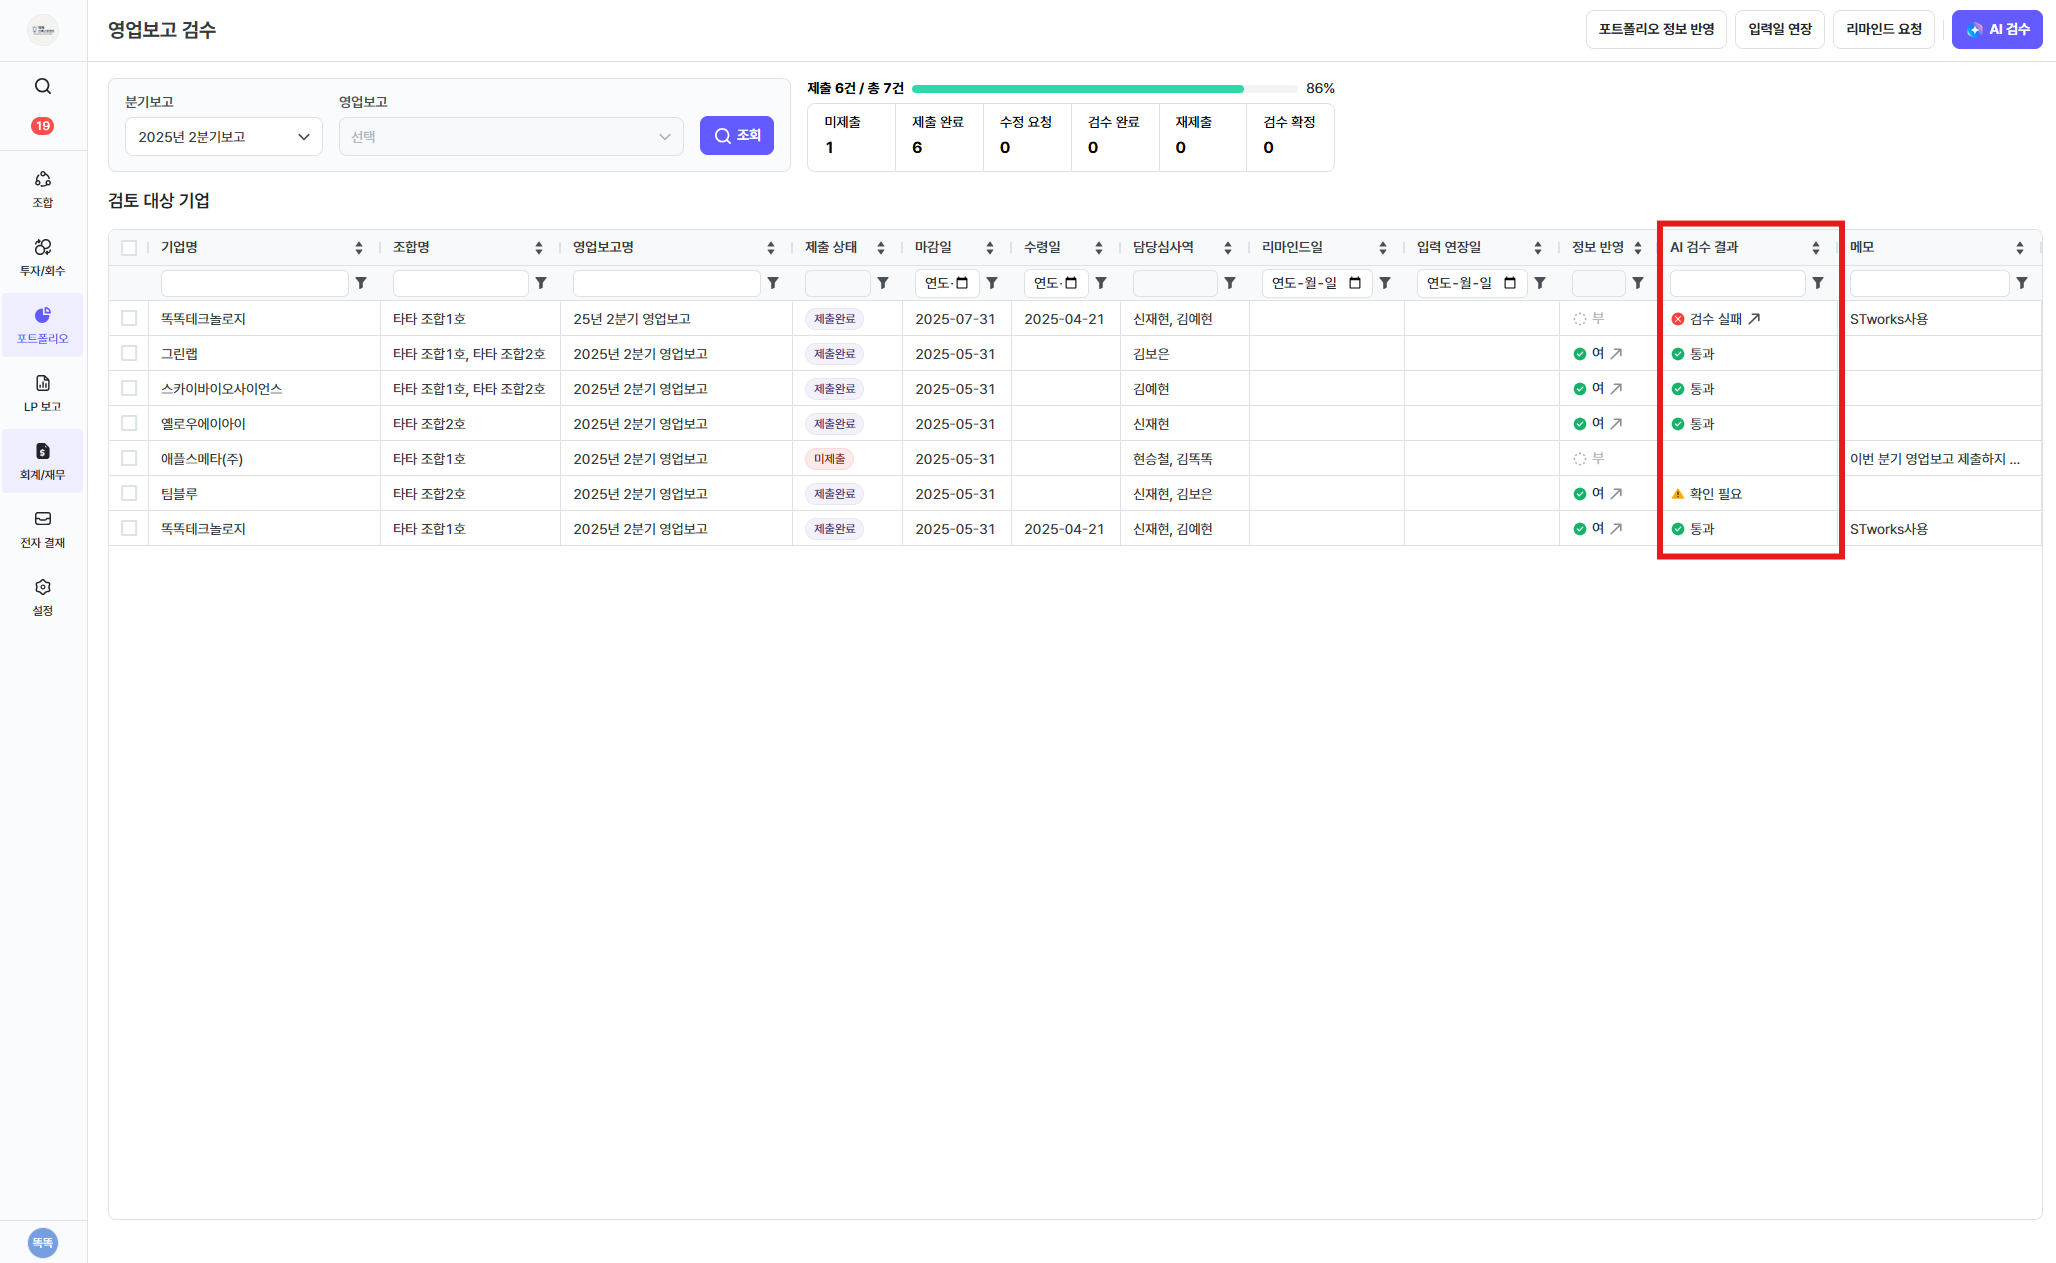 영업보고 검수
포트폴리오 정보 반영
입력일 연장
리마인드 요청
AI 검수
19
조합
투자/회수
포트폴리오
LP 보고
회계/재무
전자 결재
설정
똑똑
분기보고
영업보고
2025년 2분기보고
선택
조회
제출 6건 / 총 7건
86%
미제출 제출 완료 수정 요청 검수 완료 재제출 검수 확정
1 6 0 0 0 0
검토 대상 기업
기업명 조합명 영업보고명 제출 상태 마감일 수령일 담당심사역 리마인드일 입력 연장일 정보 반영 AI 검수 결과 메모
연도- 연도- 연도-월-일 연도-월-일
똑똑테크놀로지 타타 조합1호 25년 2분기 영업보고 제출완료 2025-07-31 2025-04-21 신재현, 김예현 부 검수 실패 STworks사용
그린랩 타타 조합1호, 타타 조합2호 2025년 2분기 영업보고 제출완료 2025-05-31 김보은 여 통과
스카이바이오사이언스 타타 조합1호, 타타 조합2호 2025년 2분기 영업보고 제출완료 2025-05-31 김예현 여 통과
옐로우에이아이 타타 조합2호 2025년 2분기 영업보고 제출완료 2025-05-31 신재현 여 통과
애플스메타(주) 타타 조합1호 2025년 2분기 영업보고 미제출 2025-05-31 현승철, 김똑똑 부 이번 분기 영업보고 제출하지 ...
팀블루 타타 조합2호 2025년 2분기 영업보고 제출완료 2025-05-31 신재현, 김보은 여 확인 필요
똑똑테크놀로지 타타 조합1호 2025년 2분기 영업보고 제출완료 2025-05-31 2025-04-21 신재현, 김예현 여 통과 STworks사용